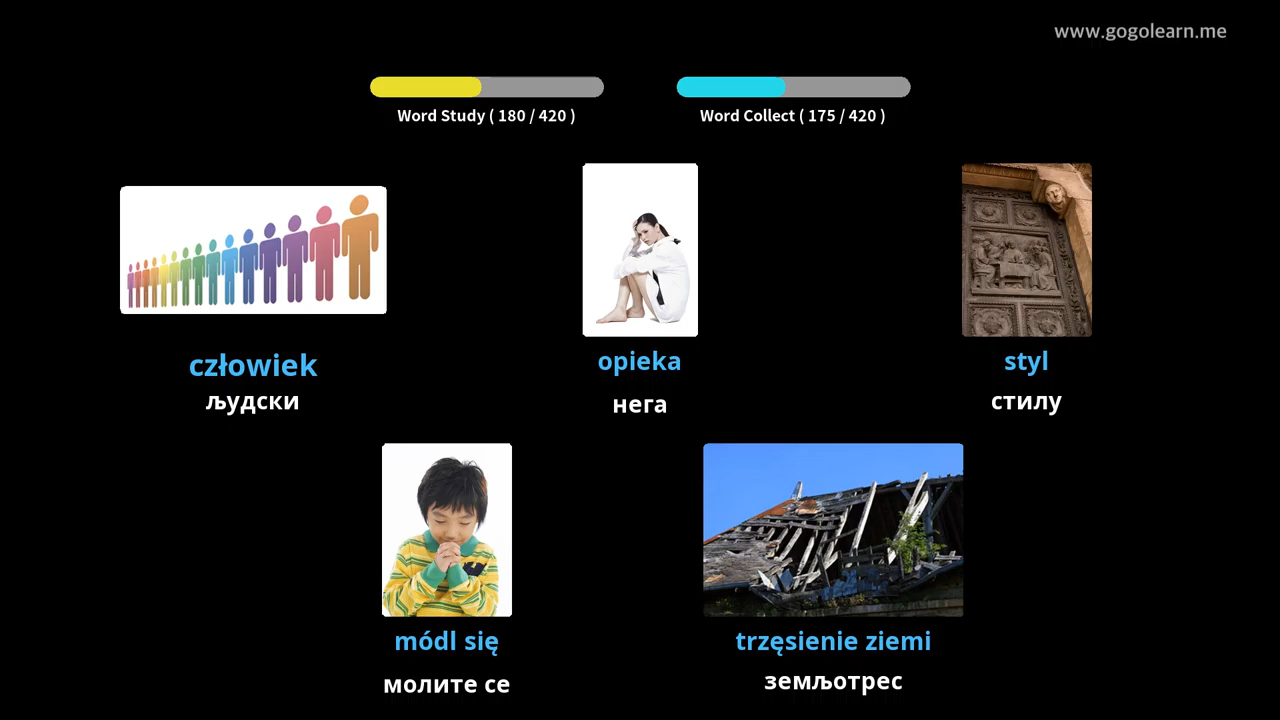 www.gogolearn.me
Word Study ( 180 / 420 )
Word Collect ( 175 / 420 )
człowiek
људски
opieka
нега
styl
стилу
módl się
молите се
trzęsienie ziemi
земљотрес